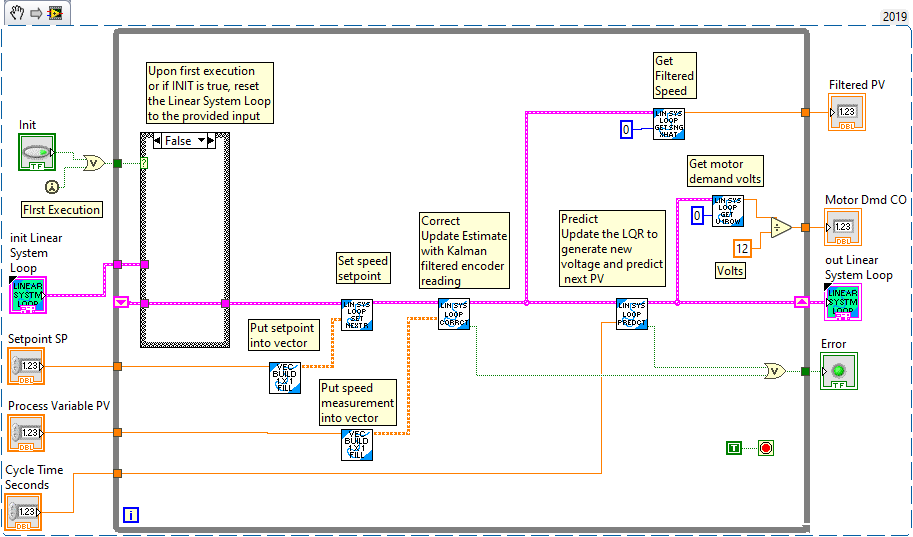 2019
Upon first execution
or if INIT is true, reset
the Linear System Loop
to the provided input
Get
Filtered
Speed
Filtered PV
1.23
DBL
LIN SYS
LOOP
GET SNG
XHAT
0
Init
TF
False
?
V
FIrst Execution
Get motor
demand volts
LIN SYS
LOOP
GET
U-ROW
0
12
Volts
÷
Motor Dmd CO
1.23
DBL
init Linear
System
Loop
LINEAR
SYSTM
LOOP
Correct
Update Estimate
with Kalman
filtered encoder
reading
Predict
Update the LQR to
generate new
voltage and predict
next PV
Set speed
setpoint
out Linear
System Loop
LINEAR
SYSTM
LOOP
LIN SYS
LOOP
SET
NEXTR
LIN SYS
LOOP
CORRCT
LIN SYS
LOOP
PREDCT
Setpoint SP
1.23
DBL
Put setpoint
into vector
VEC
BUILD
1X1
FILL
V
Error
TF
Put speed
measurement
into vector
Process Variable PV
1.23
DBL
VEC
BUILD
1X1
FILL
T
Cycle Time
Seconds
1.23
DBL
i